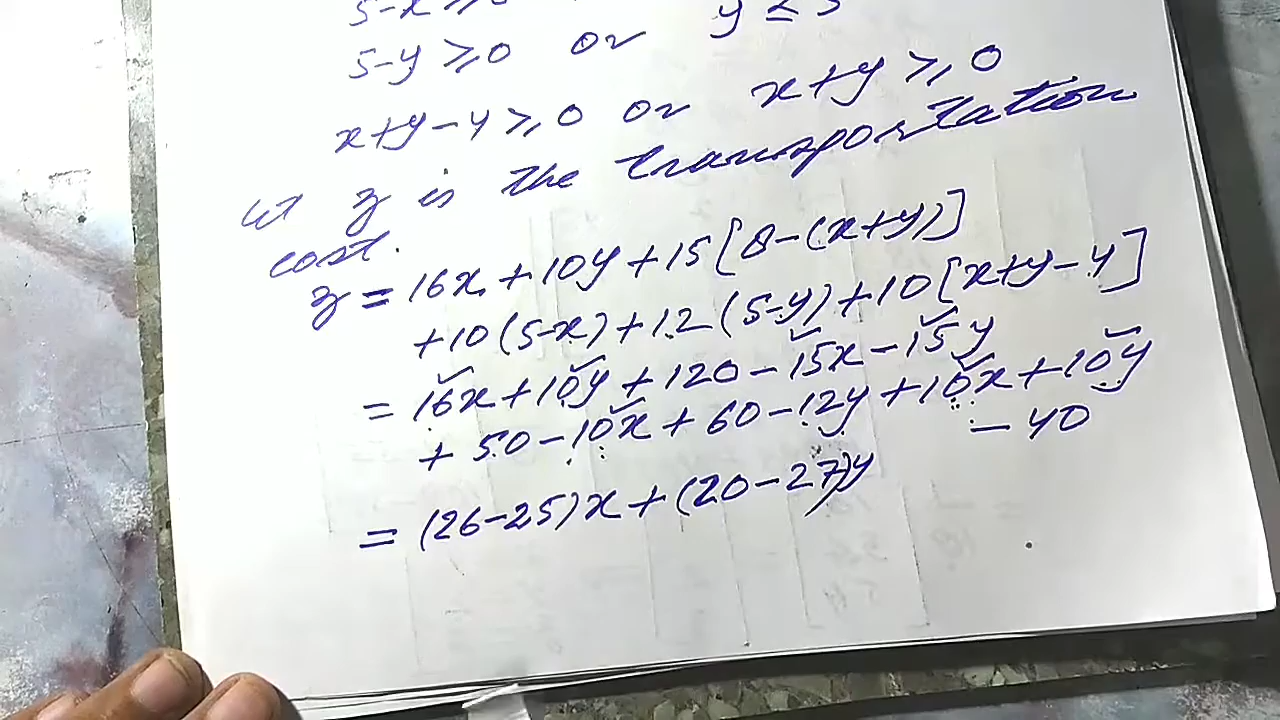 5-x≥0
5-y ≥0 or y ≤ 5
x+y-4≥0 or x+y ≥0
let z is the transportation
cost.
z = 16x+10y+15[8-(x+y)]
+10(5-x)+12(5-y)+10[x+y-4]
= 16x+10y+120-15x-15y
+ 50-10x+60-12y+10x+10y
-40
= (26-25)x+(20-27)y